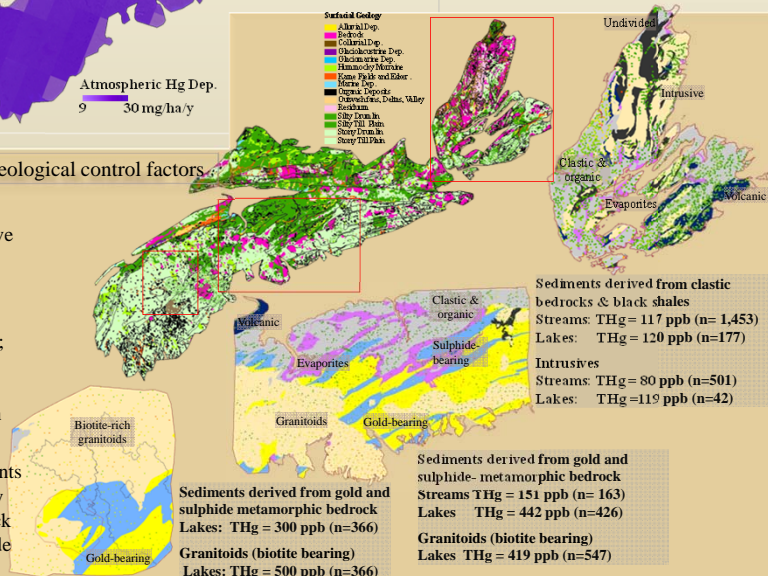 Surfacial Geology
Alluvial Dep.
Bedrock
Colluvial Dep.
Glaciolacustrine Dep.
Glaciomarine Dep.
Hummocky Morraine
Kame Fields and Esker.
Marine Dep.
Organic Deposits
Outwashfans, Deltas, Valley
Residuum
Silty Drumlin
Silty Till Plain
Stony Drumlin
Stony Till Plain
Atmospheric Hg Dep.
9 30 mg/ha/y
eological control factors
ve
;
nts
k
le
Undivided
Intrusive
Clastic &
organic
Evaporites
Volcanic
Volcanic
Clastic &
organic
Sulphide-
bearing
Evaporites
Granitoids
Gold-bearing
Biotite-rich
granitoids
Gold-bearing
Sediments derived from clastic
bedrocks & black shales
Streams: THg = 117 ppb (n= 1,453)
Lakes: THg = 120 ppb (n=177)
Intrusives
Streams: THg = 80 ppb (n=501)
Lakes: THg =119 ppb (n=42)
Sediments derived from gold and
sulphide metamorphic bedrock
Lakes: THg = 300 ppb (n=366)
Granitoids (biotite bearing)
Lakes: THg = 500 ppb (n=366)
Sediments derived from gold and
sulphide- metamorphic bedrock
Streams THg = 151 ppb (n= 163)
Lakes THg = 442 ppb (n=426)
Granitoids (biotite bearing)
Lakes THg = 419 ppb (n=547)